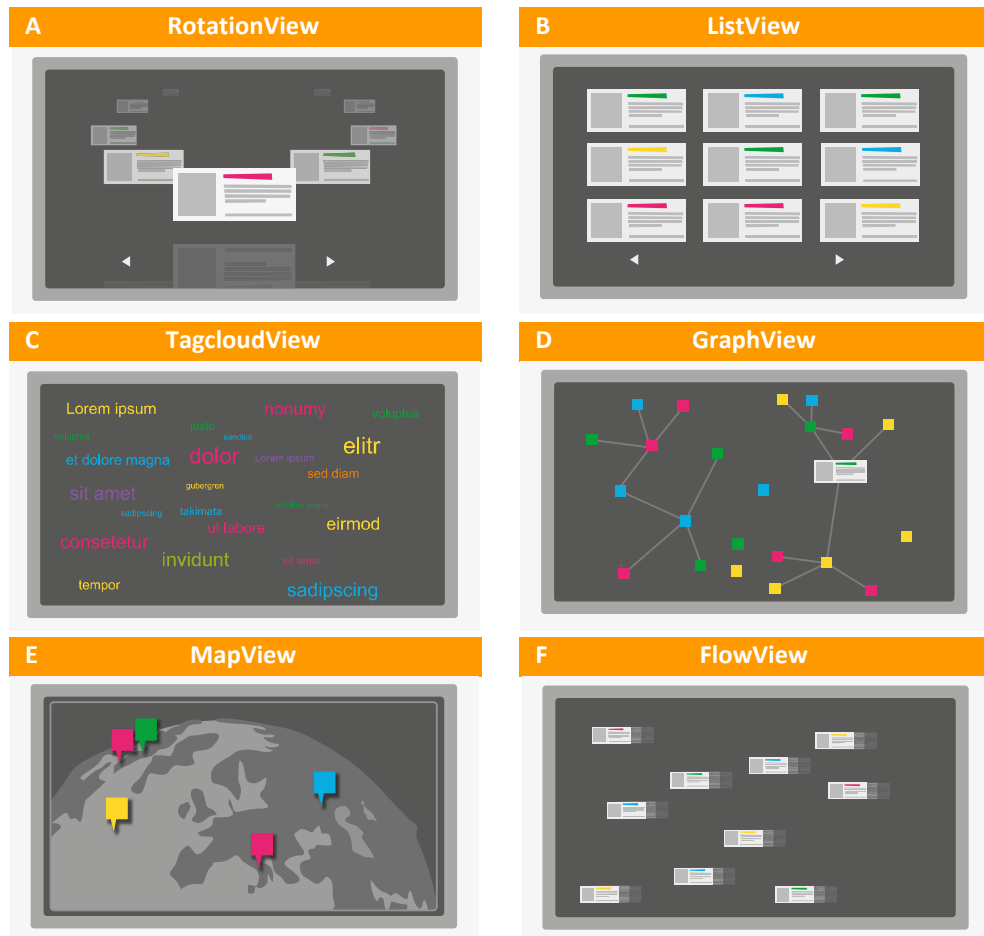 A RotationView
B ListView
C TagcloudView
D GraphView
Lorem ipsum
nonumy
voluptua
justo
voluptua
sanctus
elitr
et dolore magna
dolor
Lorem ipsum
sed diam
sit amet
gubergren
sadipscing
takimata
ut labore
eirmod
consetetur
invidunt
sit amet
tempor
sadipscing
E MapView
F FlowView